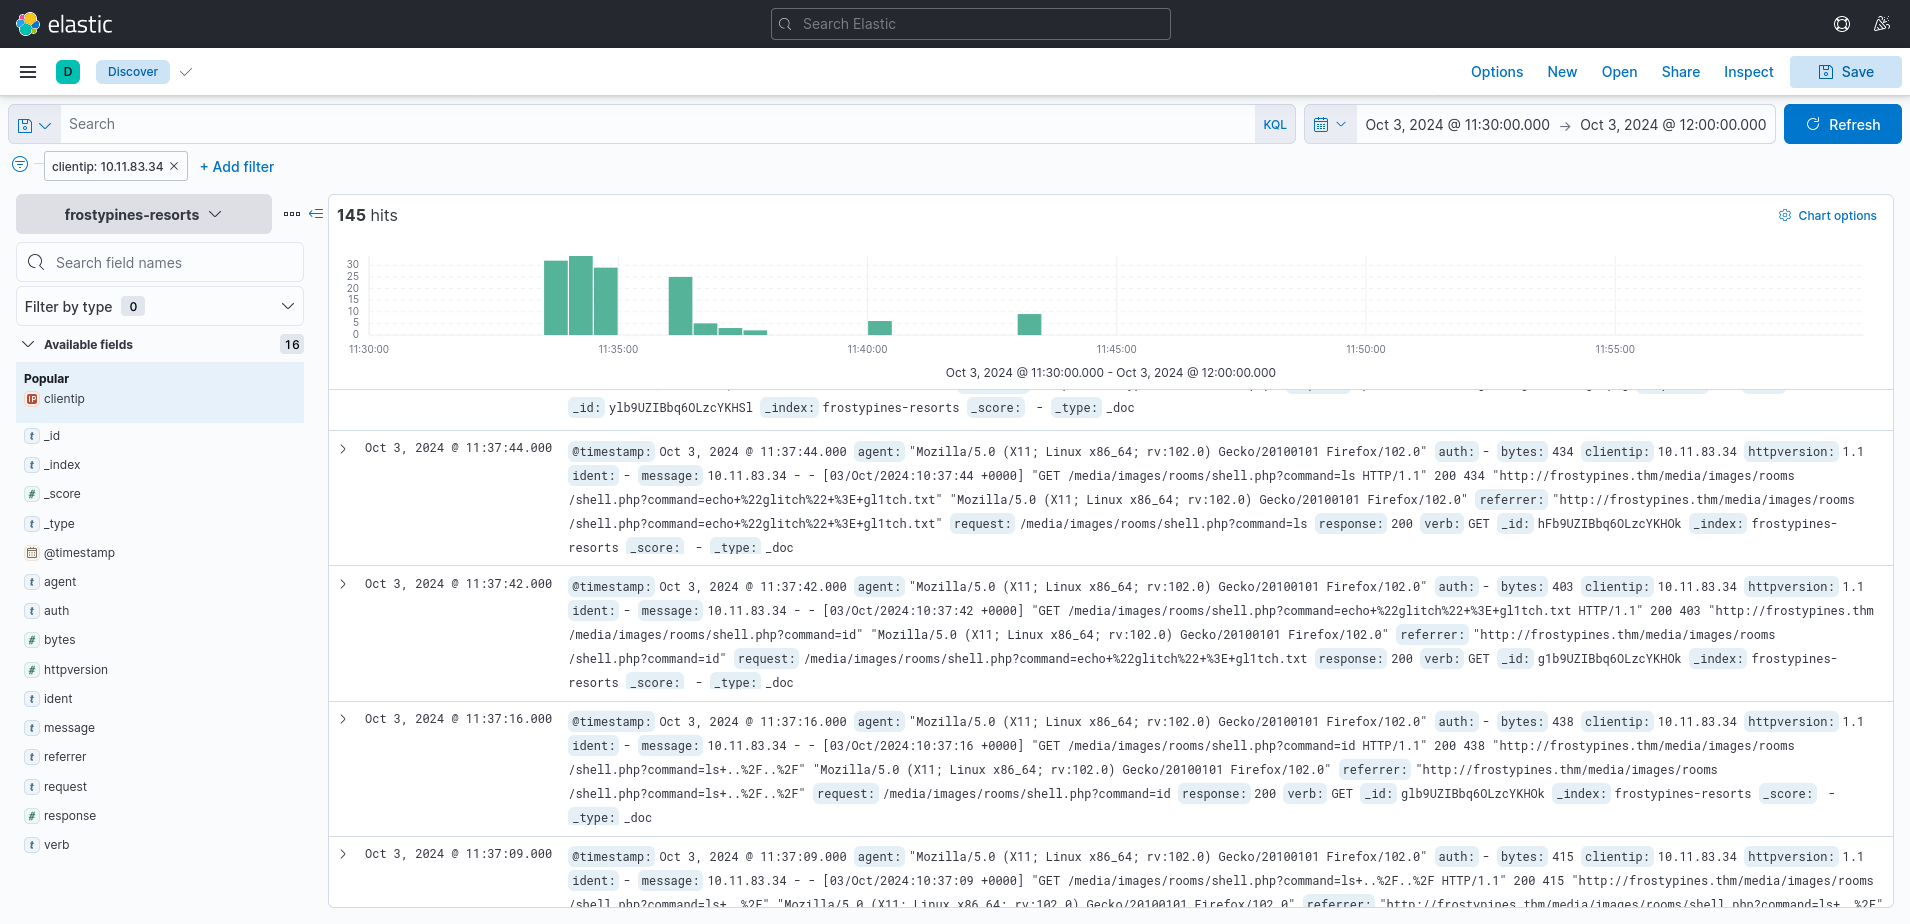 elastic
Search Elastic
D Discover
Options New Open Share Inspect Save
Search
KQL
Oct 3, 2024 @ 11:30:00.000 → Oct 3, 2024 @ 12:00:00.000
Refresh
clientip: 10.11.83.34 ×
+ Add filter
frostypines-resorts
Search field names
Filter by type 0
Available fields 16
Popular
clientip
_id
_index
_score
_type
@timestamp
agent
auth
bytes
httpversion
ident
message
referrer
request
response
verb
145 hits
Chart options
30
25
20
15
10
5
0
11:30:00 11:35:00 11:40:00 11:45:00 11:50:00 11:55:00
Oct 3, 2024 @ 11:30:00.000 - Oct 3, 2024 @ 12:00:00.000
_id: ylb9UZIBbq6OLzcYKHSl _index: frostypines-resorts _score: - _type: _doc
Oct 3, 2024 @ 11:37:44.000
@timestamp: Oct 3, 2024 @ 11:37:44.000 agent: "Mozilla/5.0 (X11; Linux x86_64; rv:102.0) Gecko/20100101 Firefox/102.0" auth: - bytes: 434 clientip: 10.11.83.34 httpversion: 1.1
ident: - message: 10.11.83.34 - - [03/Oct/2024:10:37:44 +0000] "GET /media/images/rooms/shell.php?command=ls HTTP/1.1" 200 434 "http://frostypines.thm/media/images/rooms
/shell.php?command=echo+%22glitch%22+%3E+gl1tch.txt" "Mozilla/5.0 (X11; Linux x86_64; rv:102.0) Gecko/20100101 Firefox/102.0" referrer: "http://frostypines.thm/media/images/rooms
/shell.php?command=echo+%22glitch%22+%3E+gl1tch.txt" request: /media/images/rooms/shell.php?command=ls response: 200 verb: GET _id: hFb9UZIBbq6OLzcYKHOk _index: frostypines-
resorts _score: - _type: _doc
Oct 3, 2024 @ 11:37:42.000
@timestamp: Oct 3, 2024 @ 11:37:42.000 agent: "Mozilla/5.0 (X11; Linux x86_64; rv:102.0) Gecko/20100101 Firefox/102.0" auth: - bytes: 403 clientip: 10.11.83.34 httpversion: 1.1
ident: - message: 10.11.83.34 - - [03/Oct/2024:10:37:42 +0000] "GET /media/images/rooms/shell.php?command=echo+%22glitch%22+%3E+gl1tch.txt HTTP/1.1" 200 403 "http://frostypines.thm
/media/images/rooms/shell.php?command=id" "Mozilla/5.0 (X11; Linux x86_64; rv:102.0) Gecko/20100101 Firefox/102.0" referrer: "http://frostypines.thm/media/images/rooms
/shell.php?command=id" request: /media/images/rooms/shell.php?command=echo+%22glitch%22+%3E+gl1tch.txt response: 200 verb: GET _id: g1b9UZIBbq6OLzcYKHOk _index: frostypines-
resorts _score: - _type: _doc
Oct 3, 2024 @ 11:37:16.000
@timestamp: Oct 3, 2024 @ 11:37:16.000 agent: "Mozilla/5.0 (X11; Linux x86_64; rv:102.0) Gecko/20100101 Firefox/102.0" auth: - bytes: 438 clientip: 10.11.83.34 httpversion: 1.1
ident: - message: 10.11.83.34 - - [03/Oct/2024:10:37:16 +0000] "GET /media/images/rooms/shell.php?command=id HTTP/1.1" 200 438 "http://frostypines.thm/media/images/rooms
/shell.php?command=ls+..%2F..%2F" "Mozilla/5.0 (X11; Linux x86_64; rv:102.0) Gecko/20100101 Firefox/102.0" referrer: "http://frostypines.thm/media/images/rooms
/shell.php?command=ls+..%2F..%2F" request: /media/images/rooms/shell.php?command=id response: 200 verb: GET _id: glb9UZIBbq6OLzcYKHOk _index: frostypines-resorts _score: -
_type: _doc
Oct 3, 2024 @ 11:37:09.000
@timestamp: Oct 3, 2024 @ 11:37:09.000 agent: "Mozilla/5.0 (X11; Linux x86_64; rv:102.0) Gecko/20100101 Firefox/102.0" auth: - bytes: 415 clientip: 10.11.83.34 httpversion: 1.1
ident: - message: 10.11.83.34 - - [03/Oct/2024:10:37:09 +0000] "GET /media/images/rooms/shell.php?command=ls+..%2F..%2F HTTP/1.1" 200 415 "http://frostypines.thm/media/images/rooms
/shell.php?command=ls+..%2F" "Mozilla/5.0 (X11; Linux x86_64; rv:102.0) Gecko/20100101 Firefox/102.0" referrer: "http://frostypines.thm/media/images/rooms/shell.php?command=ls+..%2F"